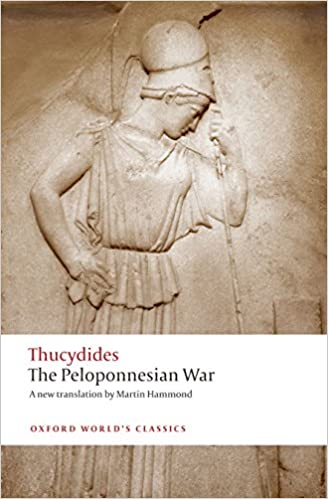 Thucydides
The Peloponnesian War
A new translation by Martin Hammond
OXFORD WORLD'S CLASSICS